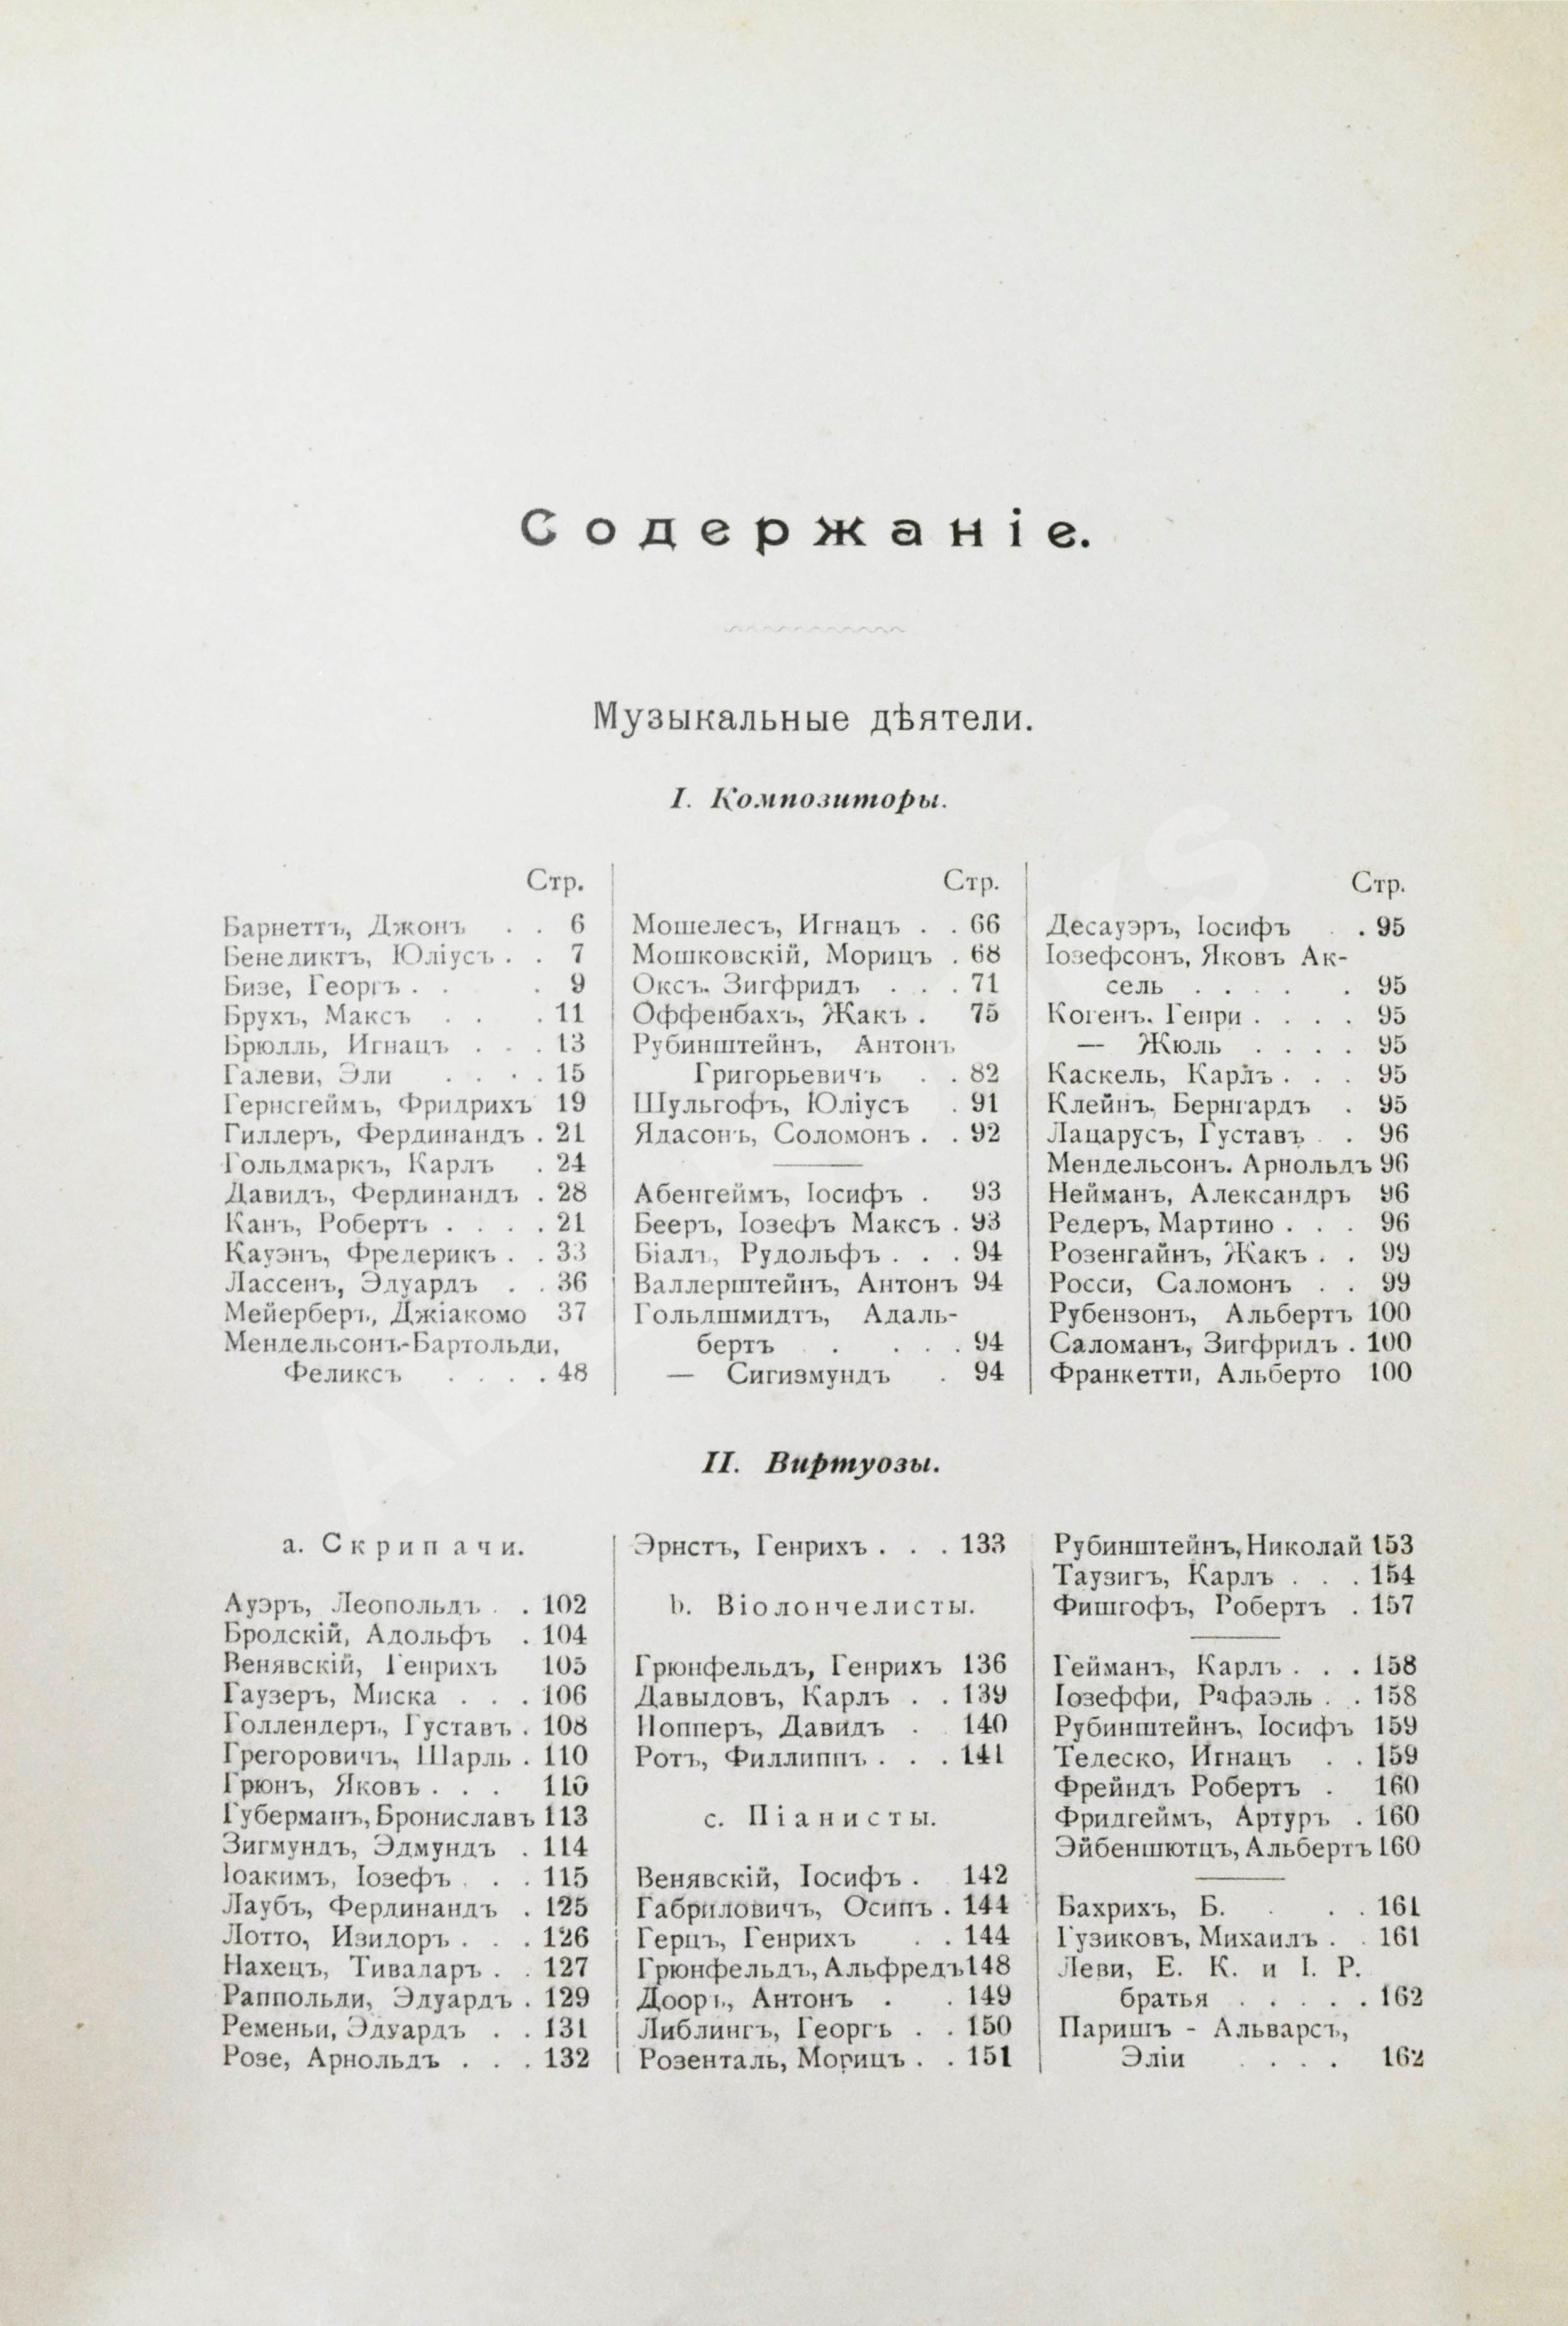 Содержаніе.
Музыкальные дѣятели.
I. Композиторы.
Стр.
Барнеттъ, Джонъ . . 6
Бенедиктъ, Юліусъ . . 7
Бизе, Георгъ . . . 9
Брухъ, Максъ . . . 11
Брюлль, Игнацъ . . . 13
Галеви, Эли . . . . 15
Гернсгеймъ, Фридрихъ 19
Гиллеръ, Фердинандъ . 21
Гольдмаркъ, Карлъ . 24
Давидъ, Фердинандъ . 28
Канъ, Робертъ . . . . 21
Кауэнъ, Фредерикъ . . 33
Лассенъ, Эдуардъ . . 36
Мейерберъ, Джіакомо 37
Мендельсонъ-Бартольди,
Феликсъ . . . . 48
Стр.
Мошелесъ, Игнацъ . . 66
Мошковскій, Морицъ . 68
Оксъ, Зигфридъ . . . 71
Оффенбахъ, Жакъ . 75
Рубинштейнъ, Антонъ
Григорьевичъ . . 82
Шульгофъ, Юліусъ . 91
Ядасонъ, Соломонъ . . 92
Абенгеймъ, Іосифъ . 93
Бееръ, Іозефъ Максъ . 93
Біалъ, Рудольфъ . . . 94
Валлерштейнъ, Антонъ 94
Гольдшмидтъ, Адаль-
бертъ . . . . 94
— Сигизмундъ . 94
Стр.
Десауэръ, Іосифъ . . 95
Іозефсонъ, Яковъ Ак-
сель . . . . . 95
Когенъ. Генри . . . . 95
— Жюль . . . . 95
Каскель, Карлъ . . . 95
Клейнъ, Бернгардъ . 95
Лацарусъ, Густавъ . . 96
Мендельсонъ. Арнольдъ 96
Нейманъ, Александръ 96
Редеръ, Мартино . . . 96
Розенгайнъ, Жакъ . . 99
Росси, Саломонъ . . 99
Рубензонъ, Альбертъ 100
Саломанъ, Зигфридъ . 100
Франкетти, Альберто 100
II. Виртуозы.
a. Скрипачи.
Ауэръ, Леопольдъ . . 102
Бродскій, Адольфъ . 104
Венявскій, Генрихъ 105
Гаузеръ, Миска . . . 106
Голлендеръ, Густавъ . 108
Грегоровичъ, Шарль . 110
Грюнъ, Яковъ . . . 110
Губерманъ, Брониславъ 113
Зигмундъ, Эдмундъ . 114
Іоакимъ, Іозефъ . . . 115
Лаубъ, Фердинандъ . 125
Лотто, Изидоръ . . . 126
Нахецъ, Тивадаръ . . 127
Раппольди, Эдуардъ . 129
Ременьи, Эдуардъ . . 131
Розе, Арнольдъ . . . 132
Эрнстъ, Генрихъ . . . 133
b. Віолончелисты.
Грюнфельдъ, Генрихъ 136
Давыдовъ, Карлъ . . 139
Попперъ, Давидъ . 140
Ротъ, Филлиппъ . . . 141
c. Піанисты.
Венявскій, Іосифъ . 142
Габриловичъ, Осипъ . 144
Герцъ, Генрихъ . . 144
Грюнфельдъ, Альфредъ 148
Dооръ, Антонъ . . 149
Либлингъ, Георгъ . . 150
Розенталь, Морицъ . . 151
Рубинштейнъ, Николай 153
Таузигъ, Карлъ . . . 154
Фишгофъ, Робертъ . 157
Гейманъ, Карлъ . . . 158
Іозеффи, Рафаэль . . 158
Рубинштейнъ, Іосифъ 159
Тедеско, Игнацъ . . 159
Фрейндъ Робертъ . 160
Фридгеймъ, Артуръ . 160
Эйбеншютцъ, Альбертъ 160
Бахрихъ, Б. . . . 161
Гузиковъ, Михаилъ . . 161
Леви, Е. К. и І. Р.
братья . . . . . 162
Паришъ - Альварсъ,
Эліи . . . . 162